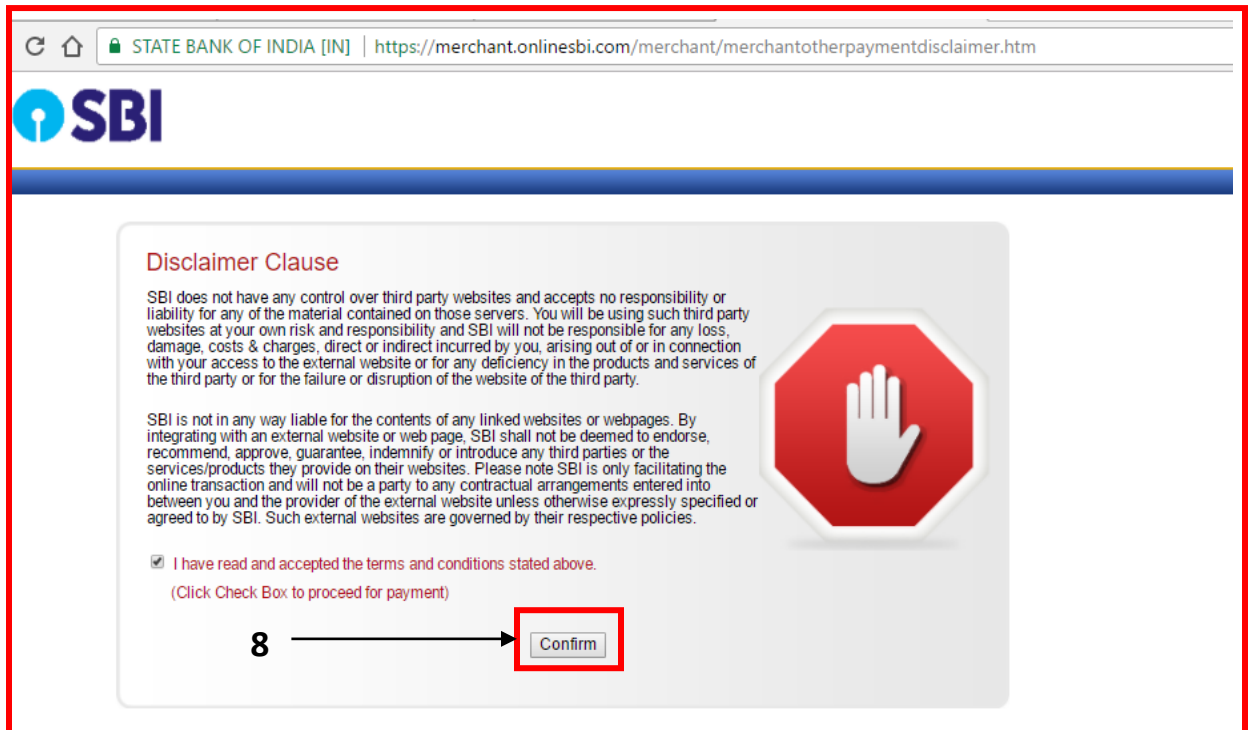 STATE BANK OF INDIA [IN] | https://merchant.onlinesbi.com/merchant/merchantotherpaymentdisclaimer.htm
SBI
Disclaimer Clause
SBI does not have any control over third party websites and accepts no responsibility or
liability for any of the material contained on those servers. You will be using such third party
websites at your own risk and responsibility and SBI will not be responsible for any loss,
damage, costs & charges, direct or indirect incurred by you, arising out of or in connection
with your access to the external website or for any deficiency in the products and services of
the third party or for the failure or disruption of the website of the third party.
SBI is not in any way liable for the contents of any linked websites or webpages. By
integrating with an external website or web page, SBI shall not be deemed to endorse,
recommend, approve, guarantee, indemnify or introduce any third parties or the
services/products they provide on their websites. Please note SBI is only facilitating the
online transaction and will not be a party to any contractual arrangements entered into
between you and the provider of the external website unless otherwise expressly specified or
agreed to by SBI. Such external websites are governed by their respective policies.
I have read and accepted the terms and conditions stated above.
(Click Check Box to proceed for payment)
8 Confirm